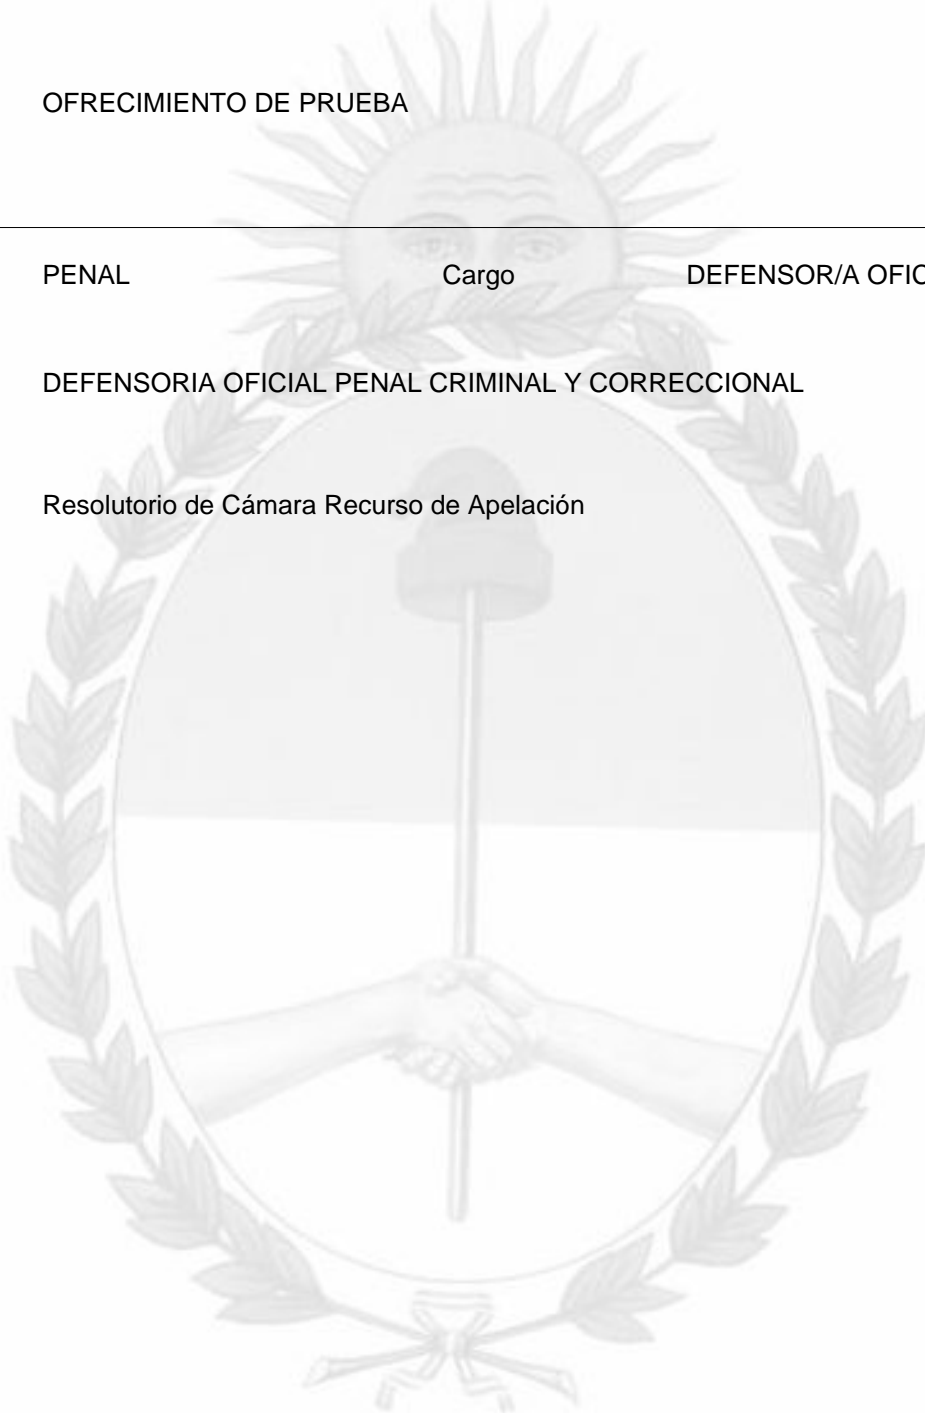 OFRECIMIENTO DE PRUEBA
PENAL Cargo DEFENSOR/A OFIC
DEFENSORIA OFICIAL PENAL CRIMINAL Y CORRECCIONAL
Resolutorio de Cámara Recurso de Apelación